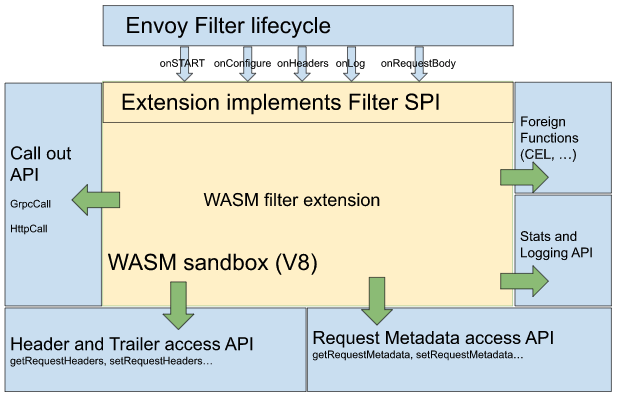 Envoy Filter lifecycle
onSTART onConfigure onHeaders onLog onRequestBody
Extension implements Filter SPI
Call out
API
GrpcCall
HttpCall
WASM filter extension
WASM sandbox (V8)
Foreign
Functions
(CEL, …)
Stats and
Logging API
Header and Trailer access API
getRequestHeaders, setRequestHeaders…
Request Metadata access API
getRequestMetadata, setRequestMetadata…